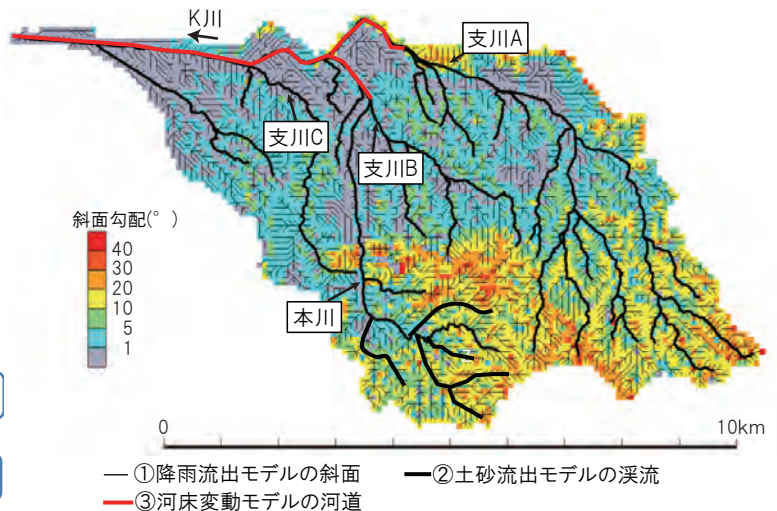 K川
支川A
支川C
支川B
斜面勾配(°)
40
30
20
10
5
1
本川
0
10km
①降雨流出モデルの斜面
②土砂流出モデルの渓流
③河床変動モデルの河道